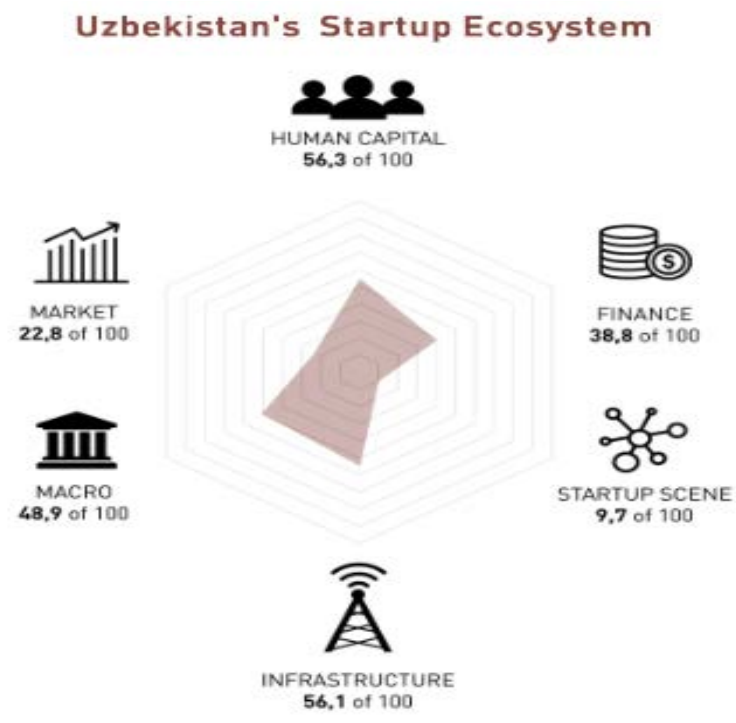 Uzbekistan's Startup Ecosystem
HUMAN CAPITAL
56,3 of 100
MARKET
22,8 of 100
$
FINANCE
38,8 of 100
MACRO
48,9 of 100
STARTUP SCENE
9,7 of 100
INFRASTRUCTURE
56,1 of 100